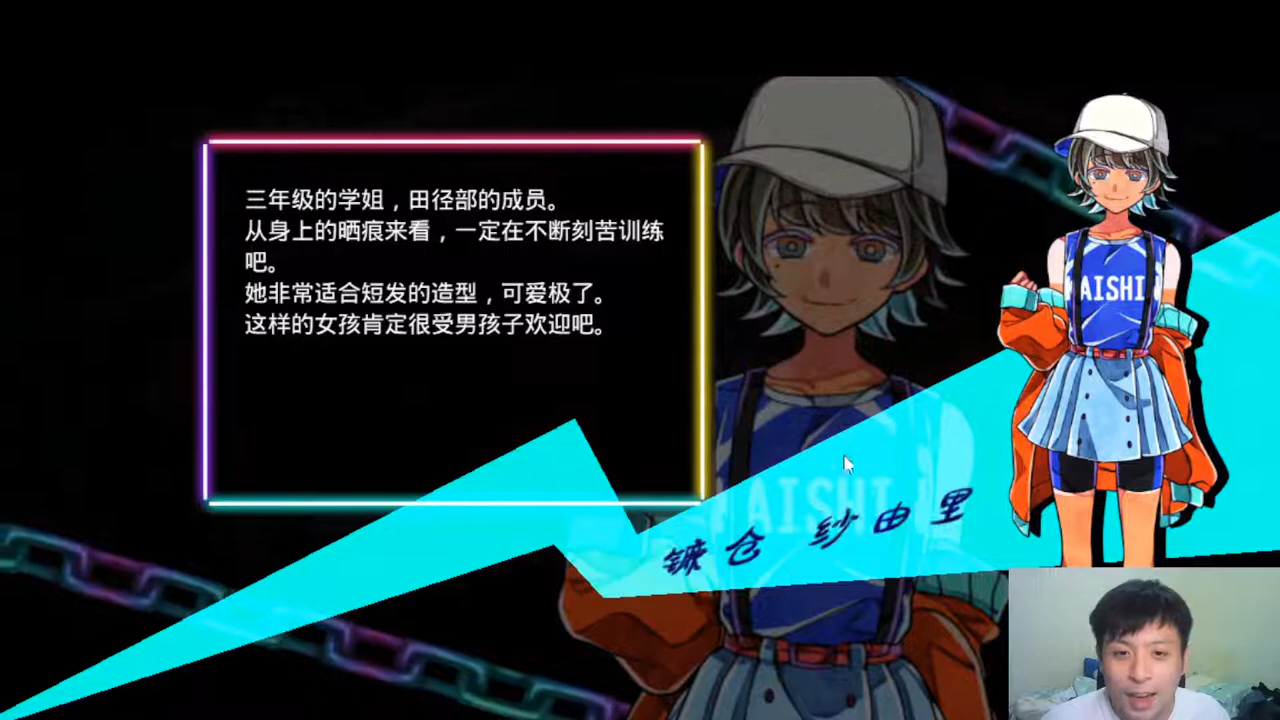 三年级的学姐，田径部的成员。
从身上的晒痕来看，一定在不断刻苦训练
吧。
她非常适合短发的造型，可爱极了。
这样的女孩肯定很受男孩子欢迎吧。
AISHI
AISHI
镢仓 纱由里